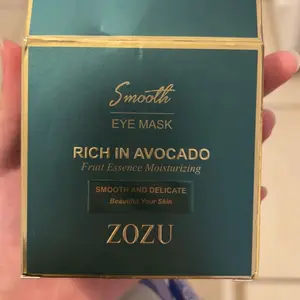 Smooth
EYE MASK
RICH IN AVOCADO
Fruit Essence Moisturizing
SMOOTH AND DELICATE
Beautiful Your Skin
ZOZU